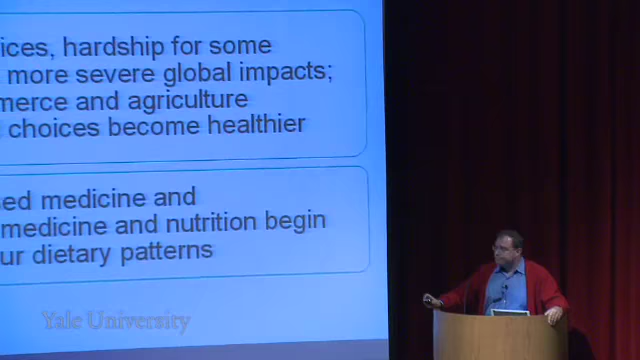 ices, hardship for some
more severe global impacts;
merce and agriculture
choices become healthier
ed medicine and
medicine and nutrition begin
ur dietary patterns
Yale University